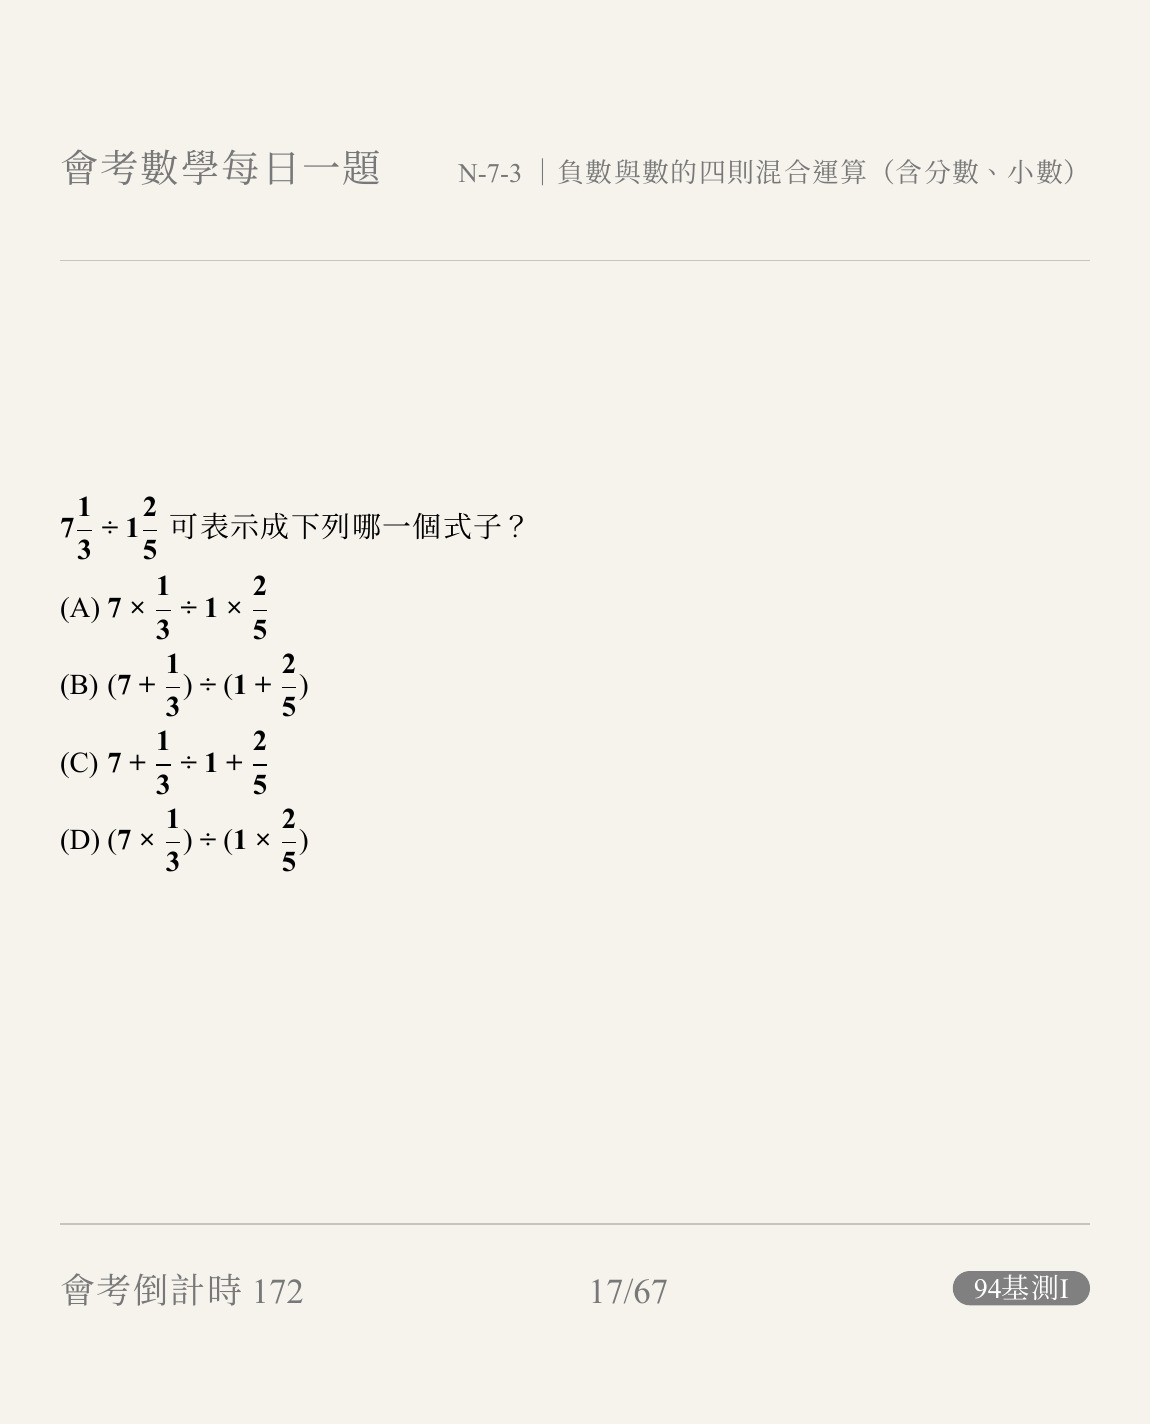 會考數學每日一題
N-7-3｜負數與數的四則混合運算（含分數、小數）
7 1/3 ÷ 1 2/5 可表示成下列哪一個式子？
(A) 7 × 1/3 ÷ 1 × 2/5
(B) (7 + 1/3) ÷ (1 + 2/5)
(C) 7 + 1/3 ÷ 1 + 2/5
(D) (7 × 1/3) ÷ (1 × 2/5)
會考倒計時 172
17/67
94基測I